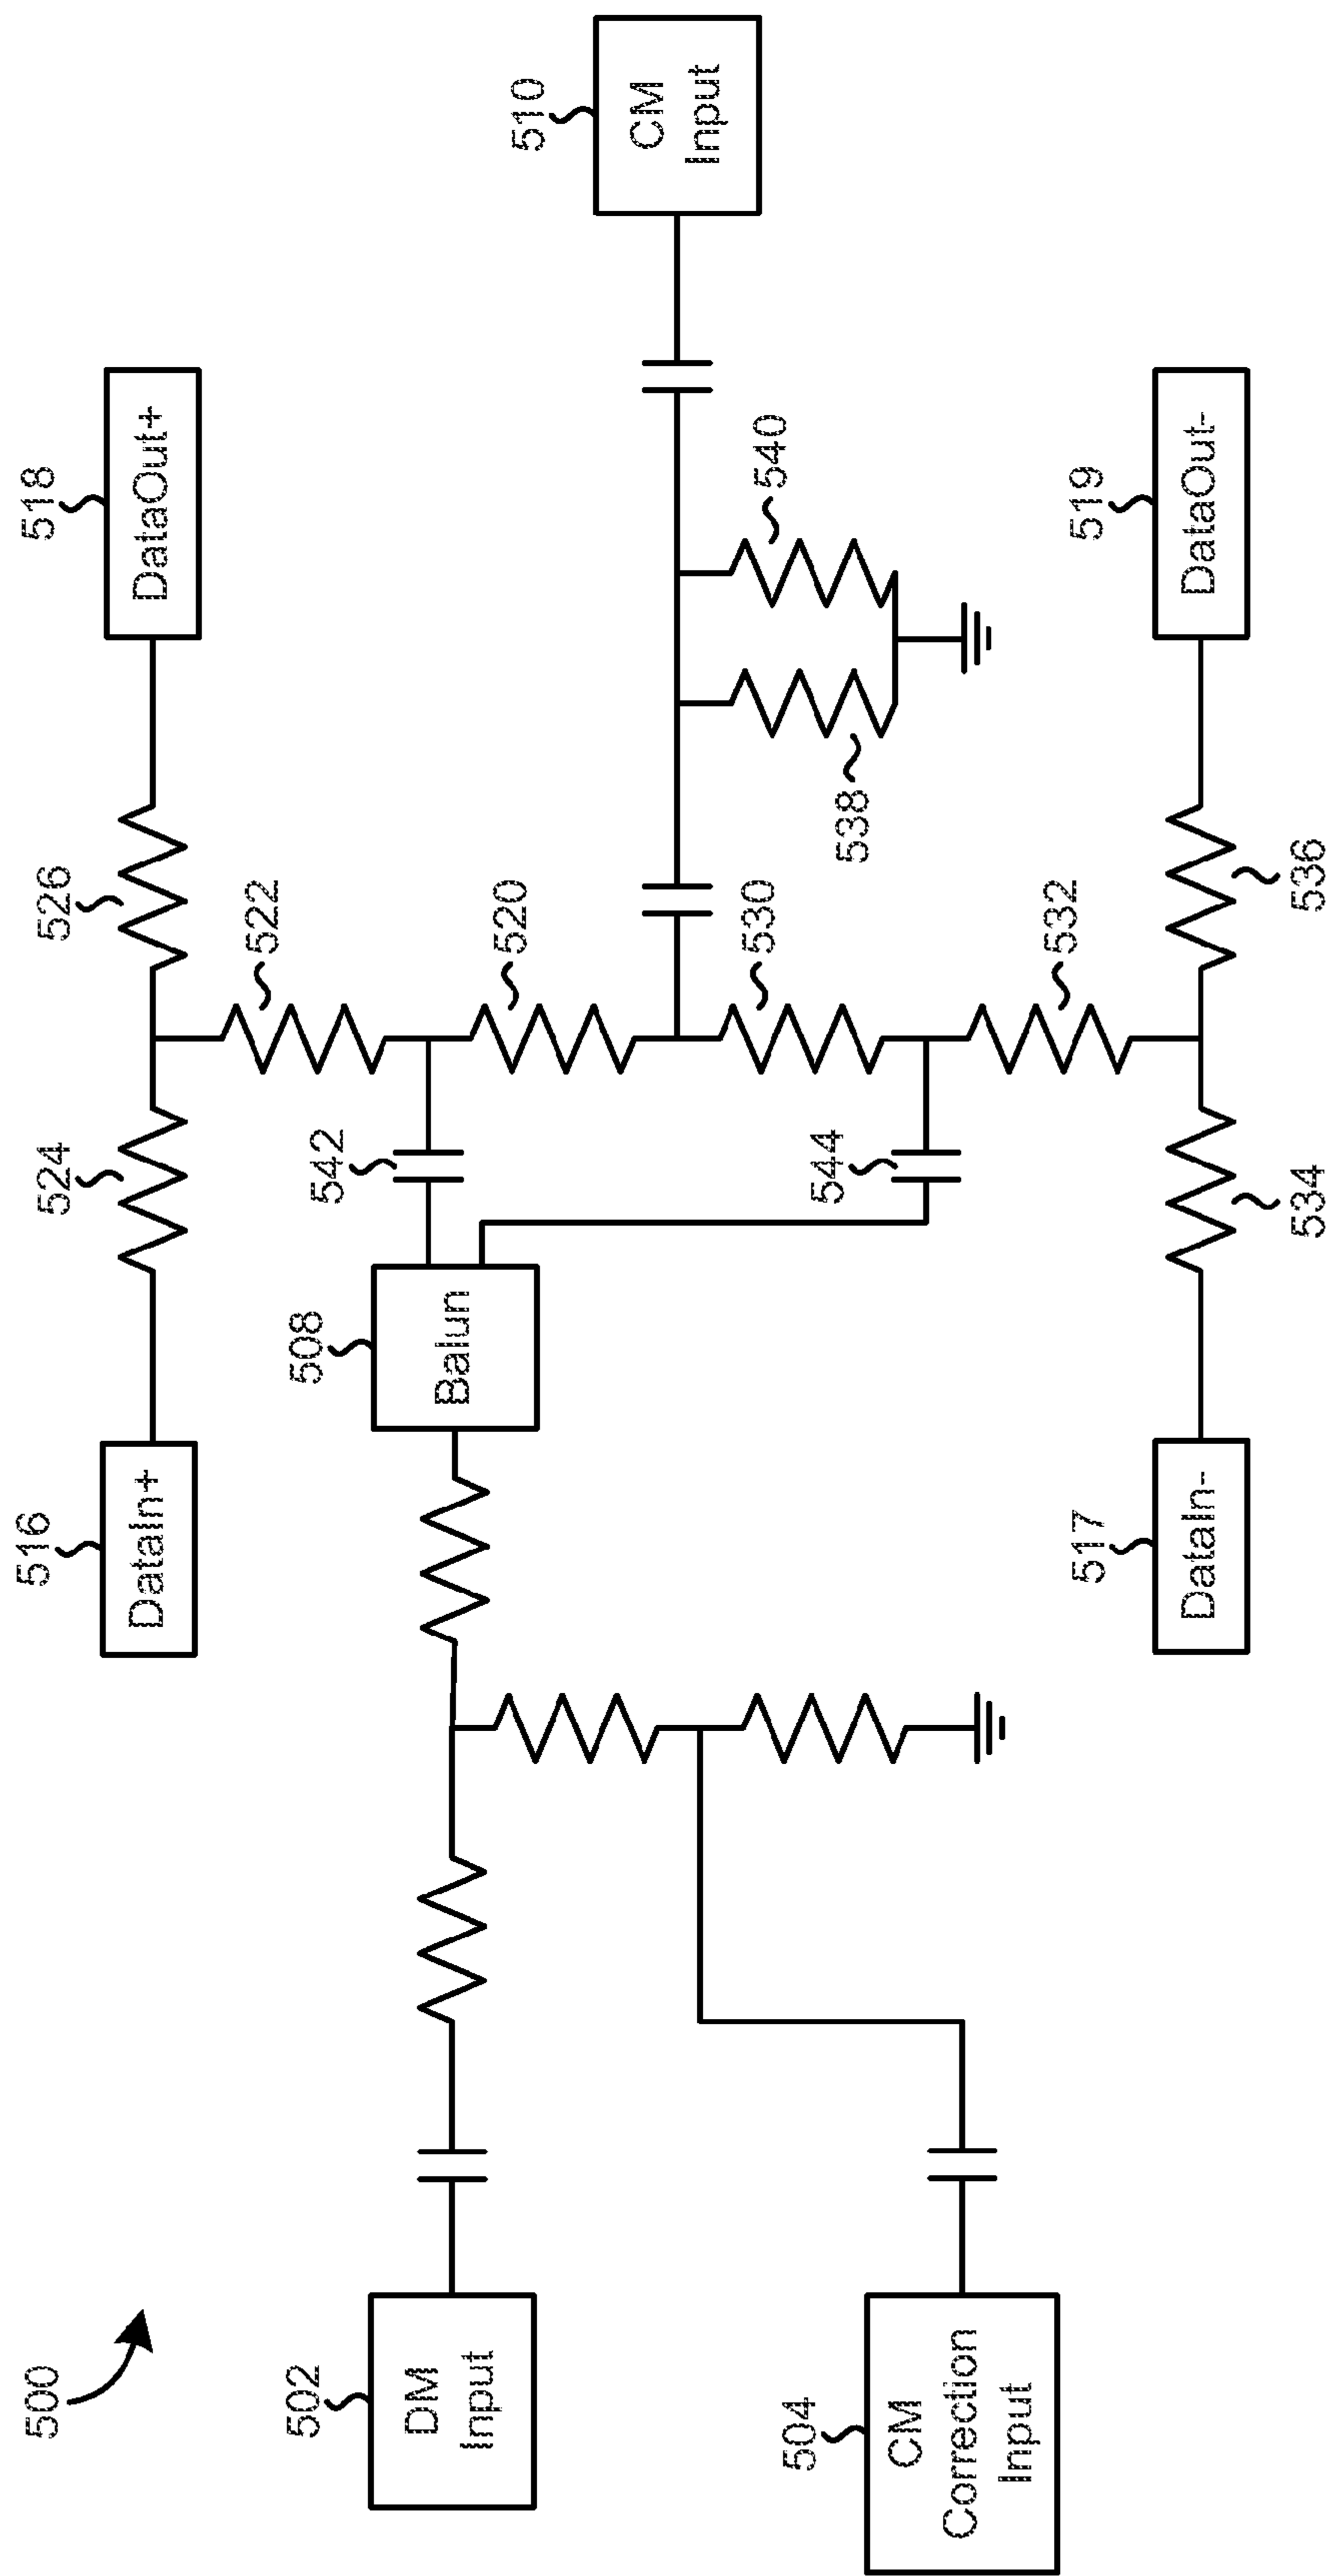 500
516
DataIn+
524
526
518
DataOut+
522
502
DM
Input
508
Balun
542
520
510
CM
Input
544
530
538
540
504
CM
Correction
Input
532
517
DataIn-
534
536
519
DataOut-